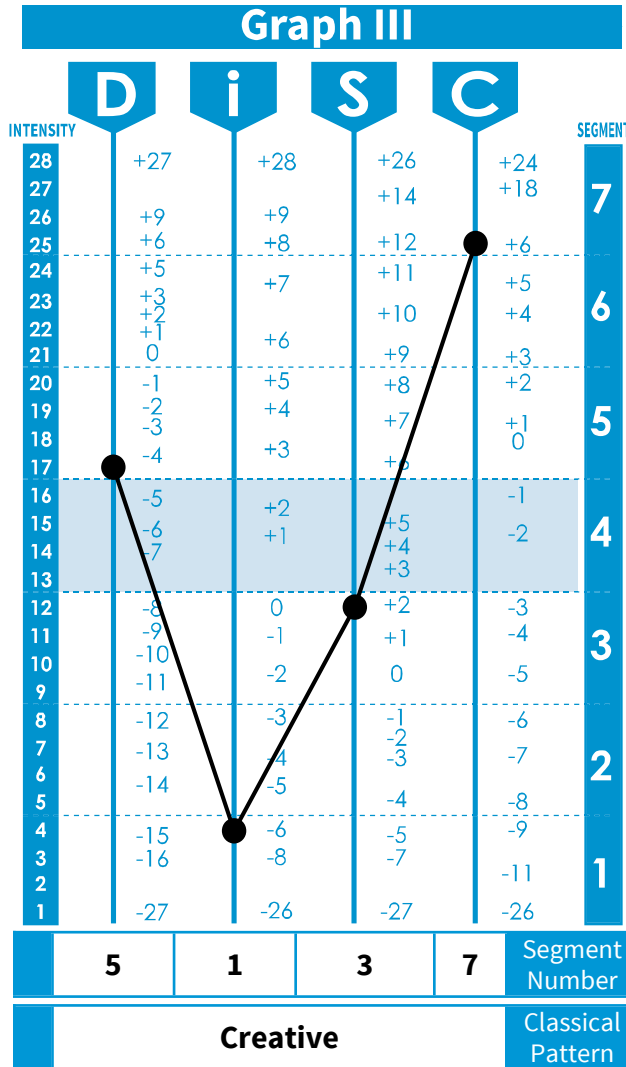 Graph III
D i S C
INTENSITY SEGMENT
28 +27 +28 +26 +24
27 +14 +18 7
26 +9 +9
25 +6 +8 +12 +6
24 +5 +7 +11 +5
23 +3 +10 +4 6
+2
22 +1 +6
21 0 +9 +3
20 -1 +5 +8 +2
19 -2 +4 +7 +1 5
-3
18 +3 0
17 -4 +6
16 -5 +2 -1
15 -6 +1 +5 -2 4
14 -7 +4
13 +3
12 -8 0 +2 -3
11 -9 -1 +1 -4 3
10 -10 -2 0 -5
9 -11
8 -12 -3 -1 -6
-2
7 -13 -4 -3 -7 2
6 -14 -5
5 -4 -8
4 -15 -6 -5 -9
3 -16 -8 -7 1
2 -11
1 -27 -26 -27 -26
5 1 3 7 Segment
Number
Creative Classical
Pattern